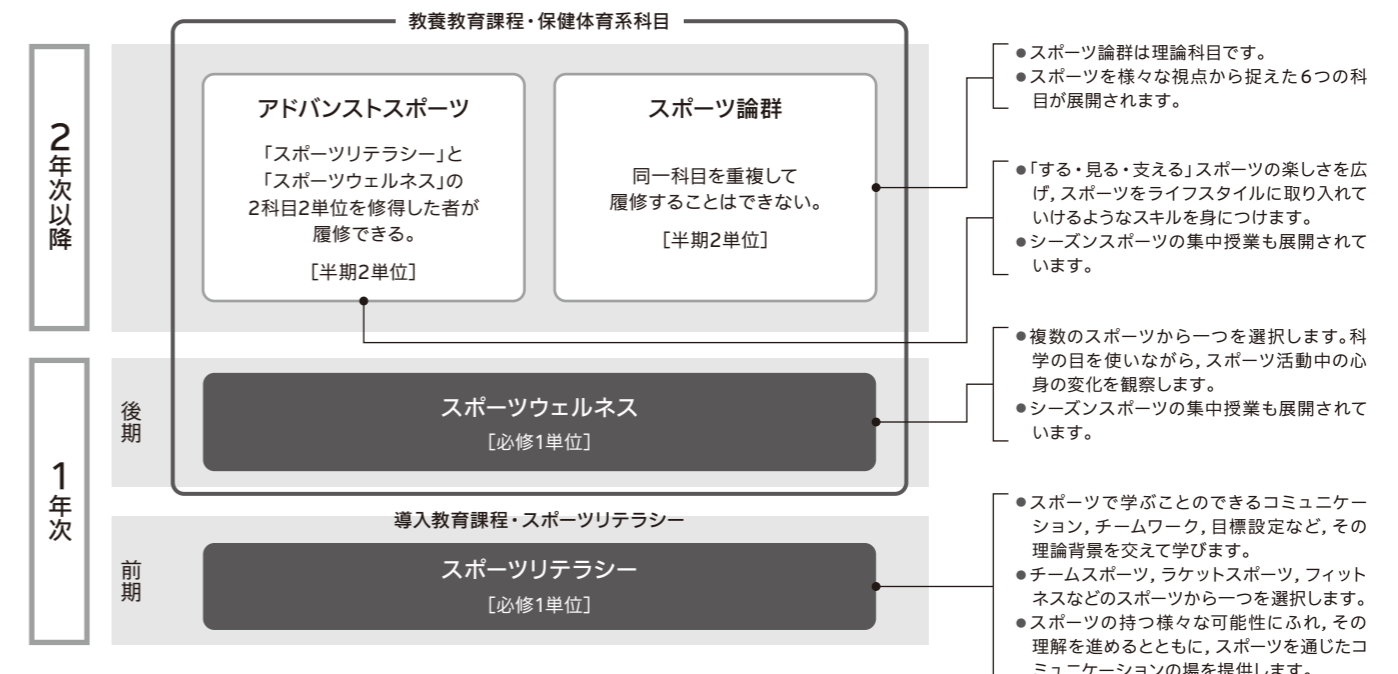 教養教育課程・保健体育系科目
2年次以降
アドバンストスポーツ
「スポーツリテラシー」と
「スポーツウェルネス」の
2科目2単位を修得した者が
履修できる。
[半期2単位]
スポーツ論群
同一科目を重複して
履修することはできない。
[半期2単位]
●スポーツ論群は理論科目です。
●スポーツを様々な視点から捉えた6つの科
目が展開されます。
●「する・見る・支える」スポーツの楽しさを広
げ,スポーツをライフスタイルに取り入れて
いけるようなスキルを身につけます。
●シーズンスポーツの集中授業も展開されて
います。
1年次
後期
スポーツウェルネス
[必修1単位]
●複数のスポーツから一つを選択します。科
学の目を使いながら,スポーツ活動中の心
身の変化を観察します。
●シーズンスポーツの集中授業も展開されて
います。
導入教育課程・スポーツリテラシー
前期
スポーツリテラシー
[必修1単位]
●スポーツで学ぶことのできるコミュニケー
ション,チームワーク,目標設定など,その
理論背景を交えて学びます。
●チームスポーツ,ラケットスポーツ,フィット
ネスなどのスポーツから一つを選択します。
●スポーツの持つ様々な可能性にふれ,その
理解を進めるとともに,スポーツを通じたコ
ミュニケーションの場を提供します。